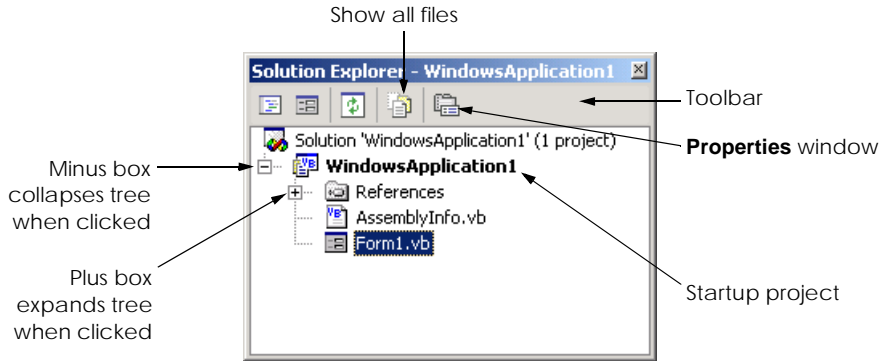 Show all files
Solution Explorer - WindowsApplication1
Toolbar
Properties window
Solution 'WindowsApplication1' (1 project)
Minus box
collapses tree
when clicked
WindowsApplication1
References
AssemblyInfo.vb
Form1.vb
Plus box
expands tree
when clicked
Startup project